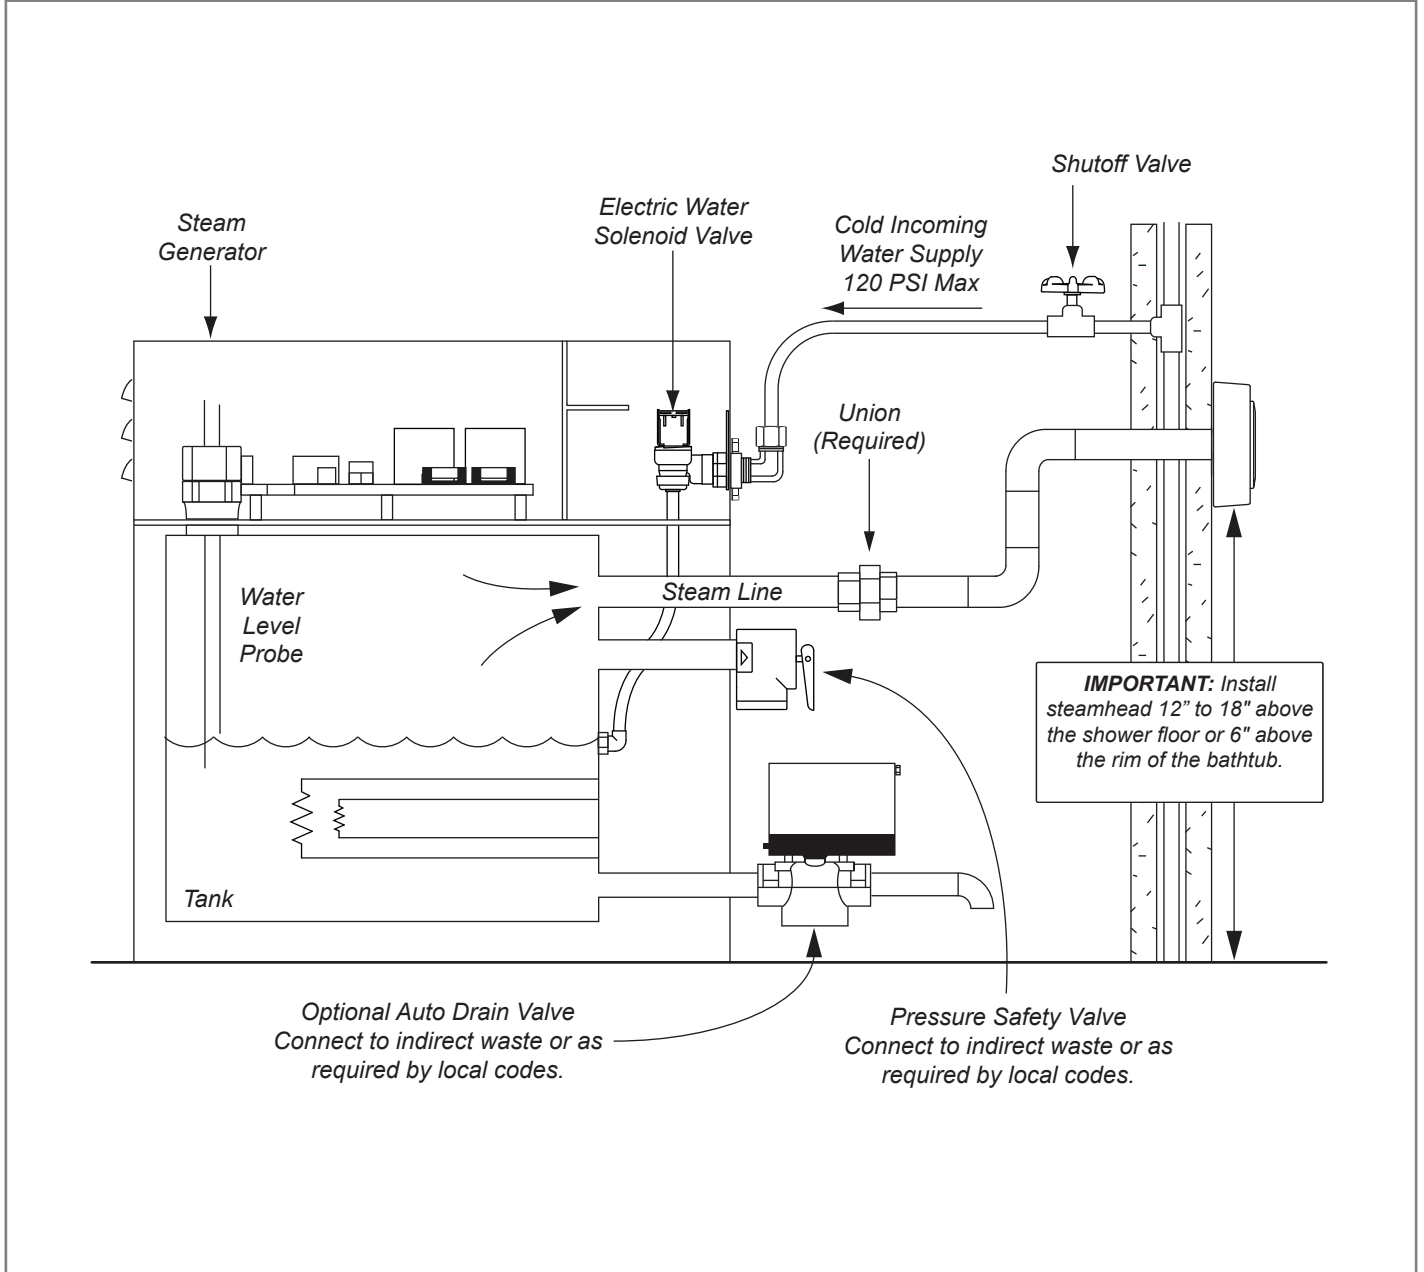 Shutoff Valve
Steam
Generator
Electric Water
Solenoid Valve
Cold Incoming
Water Supply
120 PSI Max
Union
(Required)
Water
Level
Probe
Steam Line
IMPORTANT: Install
steamhead 12” to 18" above
the shower floor or 6" above
the rim of the bathtub.
Tank
Optional Auto Drain Valve
Connect to indirect waste or as
required by local codes.
Pressure Safety Valve
Connect to indirect waste or as
required by local codes.